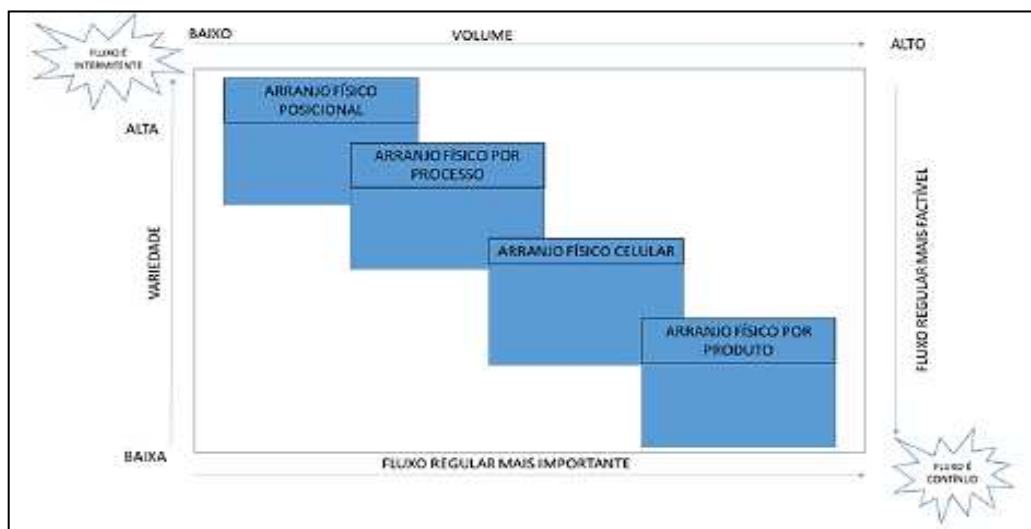 BAIXO
VOLUME
ALTO
FLUXO É
INTERMITENTE
ARRANJO FÍSICO
POSICIONAL
ALTA
ARRANJO FÍSICO POR
PROCESSO
VARIEDADE
FLUXO REGULAR MAIS FACTÍVEL
ARRANJO FÍSICO CELULAR
ARRANJO FÍSICO POR
PRODUTO
BAIXA
FLUXO REGULAR MAIS IMPORTANTE
FLUXO É
CONTÍNUO